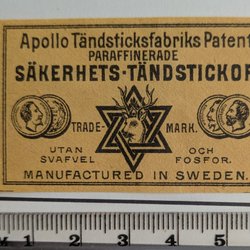 Apollo Tändsticksfabriks Patent
PARAFFINERADE
SÄKERHETS-TÄNDSTICKOR
TRADE- MARK.
UTAN OCH
SVAFVEL FOSFOR.
MANUFACTURED IN SWEDEN.
1 2 3 4 5